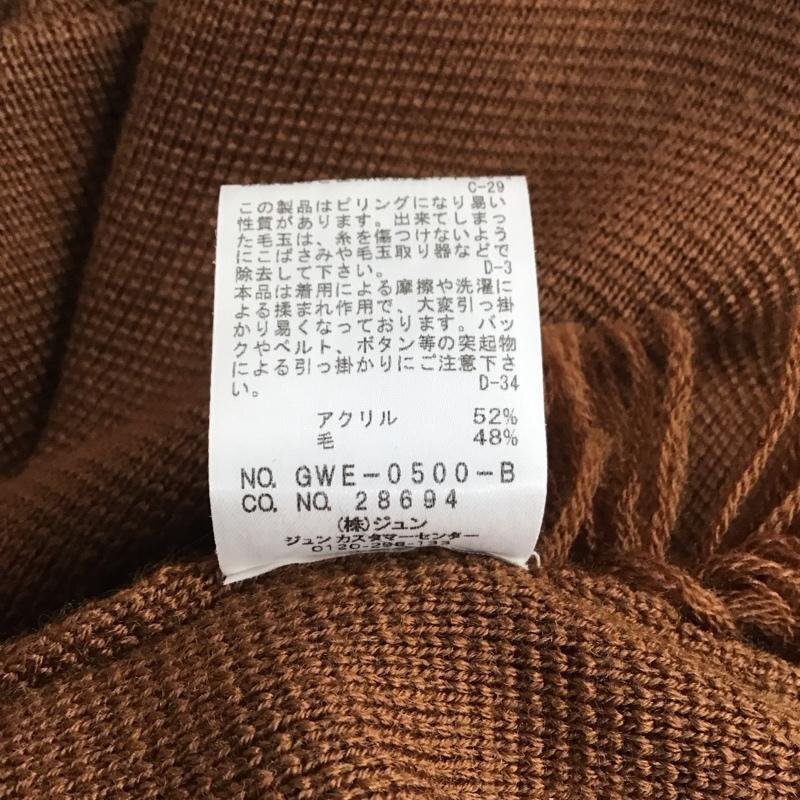 C-29
この製品はピリングになり易い
性質があります。出来てしまっ
た毛玉は、糸を傷つけないよう
にこばさみや毛玉取り器などで
除去して下さい。 D-3
本品は着用による摩擦や洗濯に
よる揉まれ作用で、大変引っ掛
かり易くなっております。バッ
クやベルト、ボタン等の突起物
による引っ掛かりにご注意下さ
い。 D-34
アクリル 52%
毛 48%
NO. GWE-0500-B
CO. NO. 28694
(株)ジュン
ジュン カスタマーセンター
0120-298-133